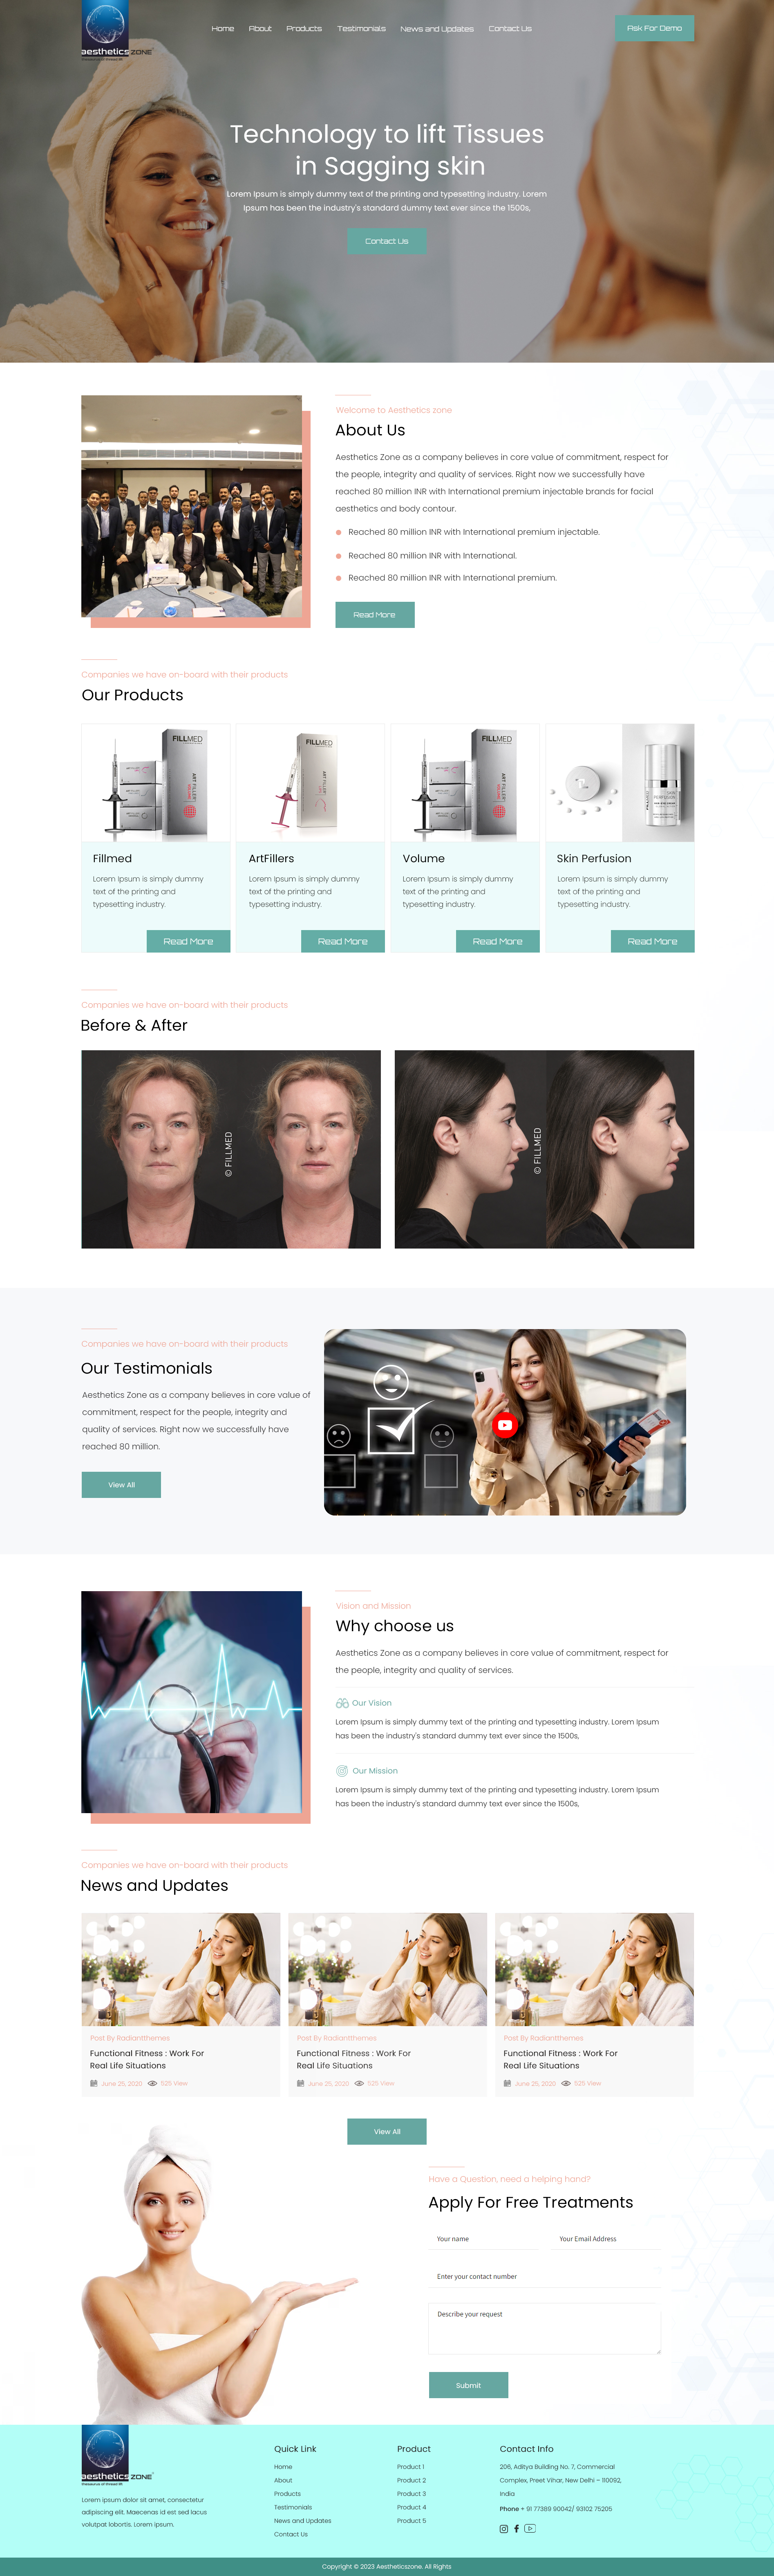 aesthetics ZONE
Home About Products Testimonials News and Updates Contact Us
Ask For Demo
Technology to lift Tissues
in Sagging skin
Lorem Ipsum is simply dummy text of the printing and typesetting industry. Lorem
Ipsum has been the industry's standard dummy text ever since the 1500s,
Contact Us
Welcome to Aesthetics zone
About Us
Aesthetics Zone as a company believes in core value of commitment, respect for
the people, integrity and quality of services. Right now we successfully have
reached 80 million INR with International premium injectable brands for facial
aesthetics and body contour.
Reached 80 million INR with International premium injectable.
Reached 80 million INR with International.
Reached 80 million INR with International premium.
Read More
Companies we have on-board with their products
Our Products
FILLMED
ART FILLER
VOLUME
FILLMED
ART FILLER
FILLMED
ART FILLER
VOLUME
Fillmed
Lorem Ipsum is simply dummy
text of the printing and
typesetting industry.
Read More
ArtFillers
Lorem Ipsum is simply dummy
text of the printing and
typesetting industry.
Read More
Volume
Lorem Ipsum is simply dummy
text of the printing and
typesetting industry.
Read More
Skin Perfusion
Lorem Ipsum is simply dummy
text of the printing and
typesetting industry.
Read More
Companies we have on-board with their products
Before & After
© FILLMED
© FILLMED
Companies we have on-board with their products
Our Testimonials
Aesthetics Zone as a company believes in core value of
commitment, respect for the people, integrity and
quality of services. Right now we successfully have
reached 80 million.
View All
Vision and Mission
Why choose us
Aesthetics Zone as a company believes in core value of commitment, respect for
the people, integrity and quality of services.
Our Vision
Lorem Ipsum is simply dummy text of the printing and typesetting industry. Lorem Ipsum
has been the industry's standard dummy text ever since the 1500s,
Our Mission
Lorem Ipsum is simply dummy text of the printing and typesetting industry. Lorem Ipsum
has been the industry's standard dummy text ever since the 1500s,
Companies we have on-board with their products
News and Updates
Post By Radiantthemes
Functional Fitness : Work For
Real Life Situations
June 25, 2020 525 View
Post By Radiantthemes
Functional Fitness : Work For
Real Life Situations
June 25, 2020 525 View
Post By Radiantthemes
Functional Fitness : Work For
Real Life Situations
June 25, 2020 525 View
View All
Have a Question, need a helping hand?
Apply For Free Treatments
Your name
Your Email Address
Enter your contact number
Describe your request
Submit
aesthetics ZONE
Lorem ipsum dolor sit amet, consectetur
adipiscing elit. Maecenas id est sed lacus
volutpat lobortis. Lorem Ipsum.
Quick Link
Home
About
Products
Testimonials
News and Updates
Contact Us
Product
Product 1
Product 2
Product 3
Product 4
Product 5
Contact Info
206, Aditya Building No. 7, Commercial
Complex, Preet Vihar, New Delhi – 110092,
India
Phone + 91 77389 90042/ 93102 75205
Copyright © 2023 Aestheticszone. All Rights